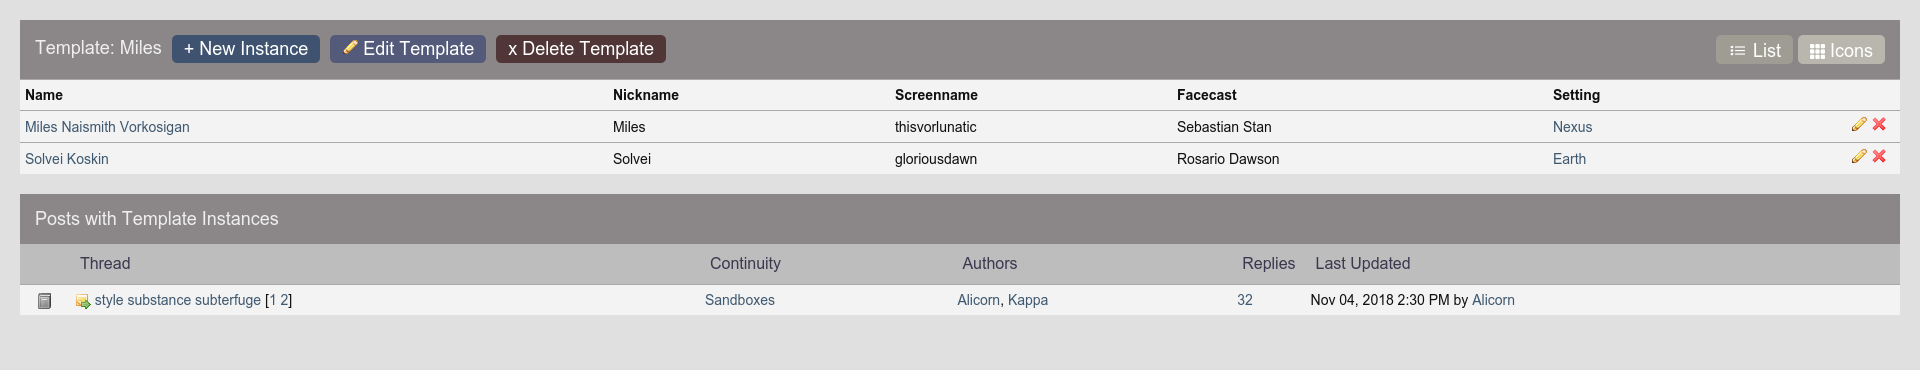 Template: Miles + New Instance Edit Template x Delete Template List Icons
Name Nickname Screenname Facecast Setting
Miles Naismith Vorkosigan Miles thisvorlunatic Sebastian Stan Nexus
Solvei Koskin Solvei gloriousdawn Rosario Dawson Earth
Posts with Template Instances
Thread Continuity Authors Replies Last Updated
style substance subterfuge [1 2] Sandboxes Alicorn, Kappa 32 Nov 04, 2018 2:30 PM by Alicorn